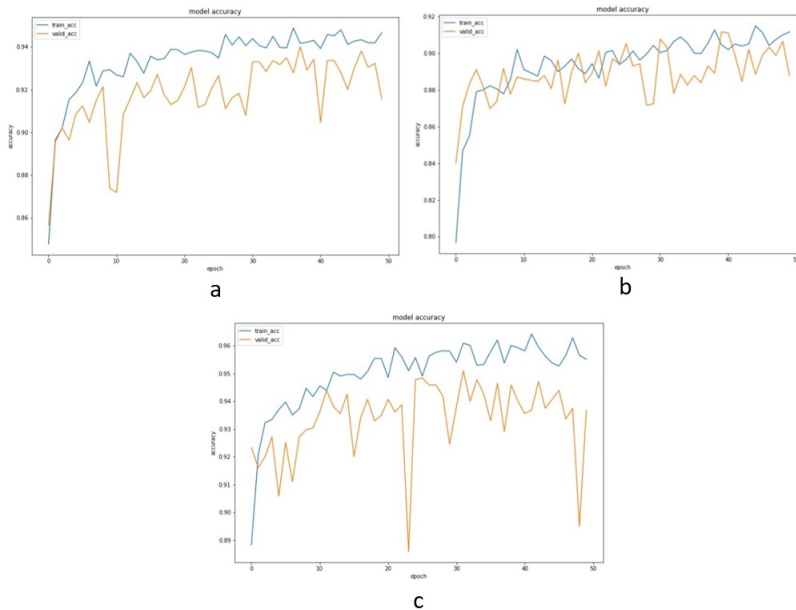 model accuracy
train_acc
valid_acc
0.94
0.92
0.90
0.88
0.86
accuracy
0 10 20 30 40 50
epoch
a
model accuracy
train_acc
valid_acc
0.92
0.90
0.88
0.86
0.84
0.82
0.80
accuracy
0 10 20 30 40
epoch
b
model accuracy
train_acc
valid_acc
0.96
0.95
0.94
0.93
0.92
0.91
0.90
0.89
accuracy
0 10 20 30 40 50
epoch
c